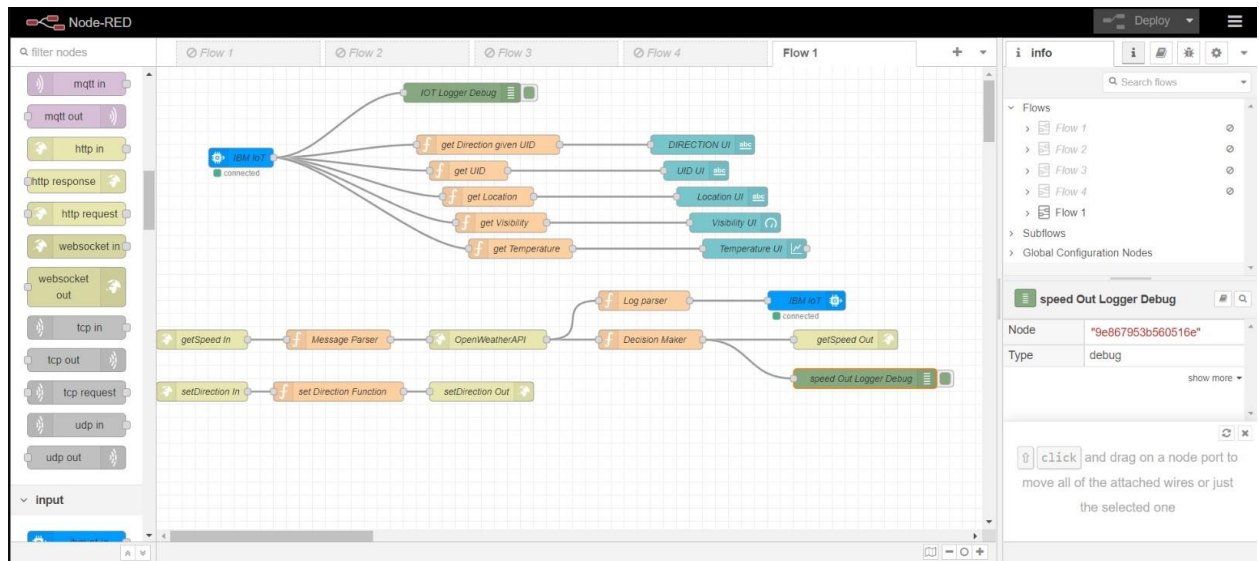 Node-RED
Deploy
filter nodes
Flow 1
Flow 2
Flow 3
Flow 4
Flow 1
i info
i
Search flows
mqtt in
mqtt out
http in
http response
http request
websocket in
websocket
out
tcp in
tcp out
tcp request
udp in
udp out
input
IOT Logger Debug
IBM IoT
connected
get Direction given UID
DIRECTION UI
abc
get UID
UID UI
abc
get Location
Location UI
abc
get Visibility
Visibility UI
get Temperature
Temperature UI
Log parser
IBM IoT
connected
getSpeed In
Message Parser
OpenWeatherAPI
Decision Maker
getSpeed Out
speed Out Logger Debug
setDirection In
set Direction Function
setDirection Out
Flows
Flow 1
Flow 2
Flow 3
Flow 4
Flow 1
Subflows
Global Configuration Nodes
speed Out Logger Debug
Node
"9e867953b560516e"
Type
debug
show more
click and drag on a node port to
move all of the attached wires or just
the selected one